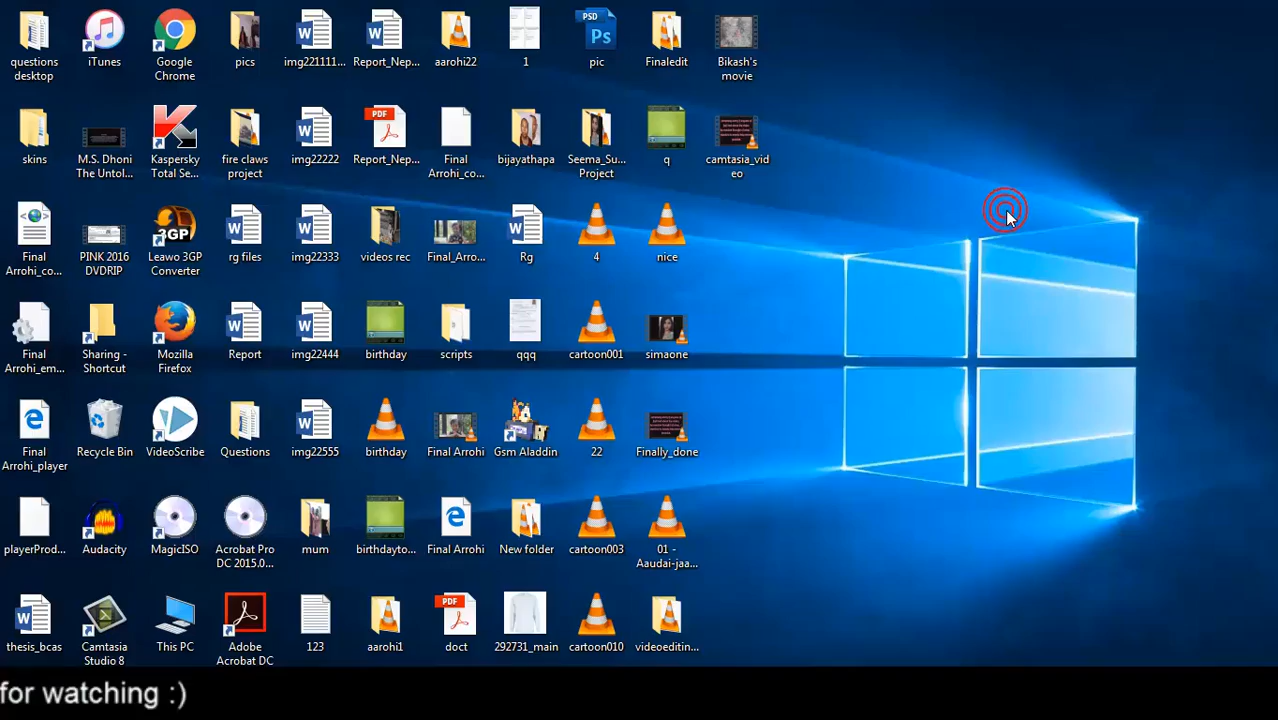 questions
desktop
iTunes
Google
Chrome
pics
img221111...
Report_Nep...
aarohi22
1
PSD
Ps
pic
Finaledit
Bikash's
movie
skins
M.S. Dhoni
The Untol...
Kaspersky
Total Se...
fire claws
project
img22222
PDF
Report_Nep...
Final
Arrohi_co...
bijayathapa
Seema_Su...
Project
q
camtasia_vid
eo
Final
Arrohi_co...
PINK 2016
DVDRIP
3GP
Leawo 3GP
Converter
rg files
img22333
videos rec
Final_Arro...
Rg
4
nice
Final
Arrohi_em...
Sharing -
Shortcut
Mozilla
Firefox
Report
img22444
birthday
scripts
qqq
cartoon001
simaone
Final
Arrohi_player
Recycle Bin
VideoScribe
Questions
img22555
birthday
Final Arrohi
Gsm Aladdin
22
Finally_done
playerProd...
Audacity
MagicISO
Acrobat Pro
DC 2015.0...
mum
birthdayto...
Final Arrohi
New folder
cartoon003
01 -
Aaudai-jaa...
thesis_bcas
Camtasia
Studio 8
This PC
Adobe
Acrobat DC
123
aarohi1
PDF
doct
292731_main
cartoon010
videoeditin...
for watching :)